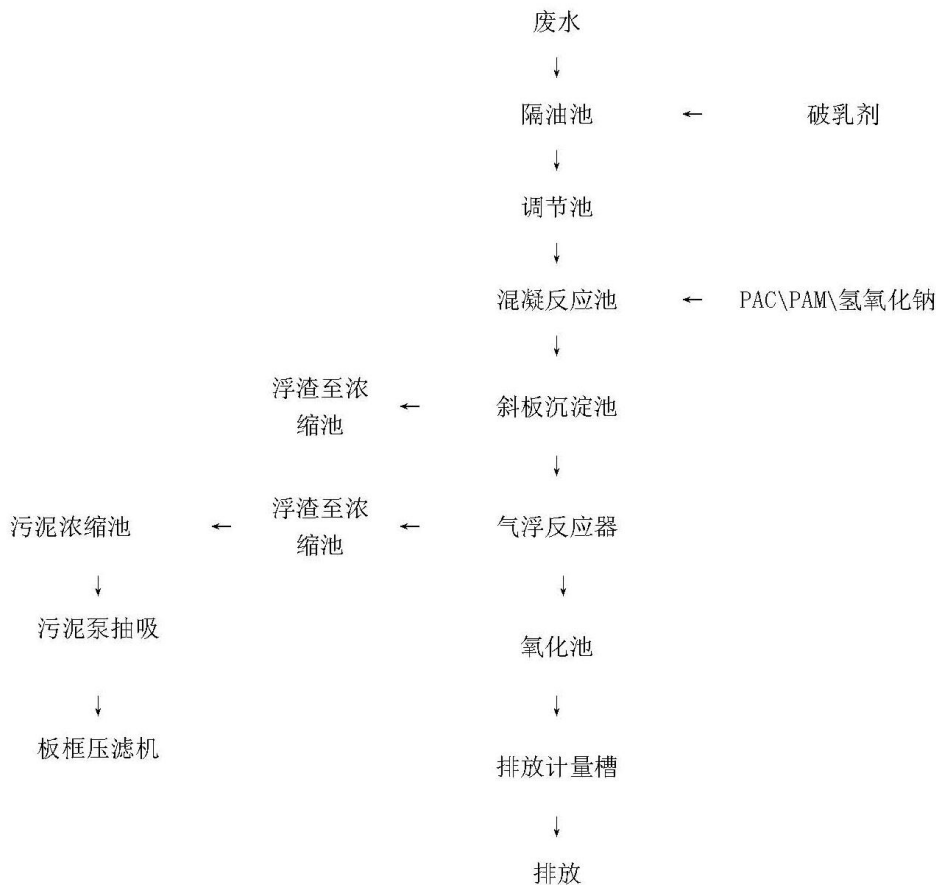 废水
↓
隔油池 ← 破乳剂
↓
调节池
↓
混凝反应池 ← PAC\PAM\氢氧化钠
↓
浮渣至浓
缩池
← 斜板沉淀池
↓
污泥浓缩池 ← 浮渣至浓
缩池
← 气浮反应器
↓ ↓
污泥泵抽吸
氧化池
↓ ↓
板框压滤机
排放计量槽
↓
排放